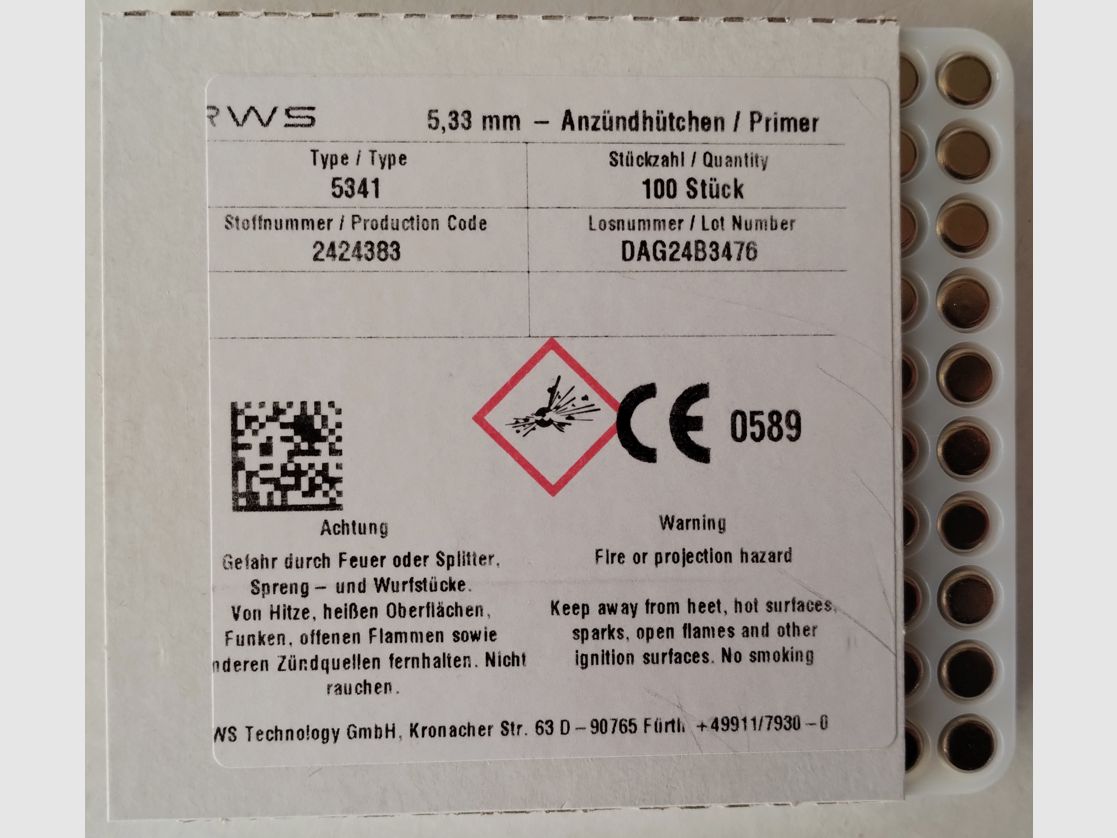 RWS
5,33 mm – Anzündhütchen / Primer
Type / Type
5341
Stückzahl / Quantity
100 Stück
Stoffnummer / Production Code
2424383
Losnummer / Lot Number
DAG24B3476
CE 0589
Achtung
Gefahr durch Feuer oder Splitter,
Spreng – und Wurfstücke.
Von Hitze, heißen Oberflächen,
Funken, offenen Flammen sowie
nderen Zündquellen fernhalten. Nicht
rauchen.
Warning
Fire or projection hazard
Keep away from heet, hot surfaces,
sparks, open flames and other
ignition surfaces. No smoking
WS Technology GmbH, Kronacher Str. 63 D – 90765 Fürth +49911/7930 – 0